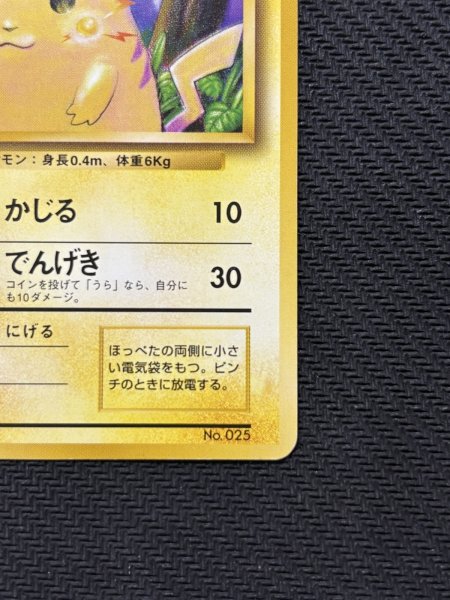 モン：身長0.4m、体重6Kg
かじる 10
でんげき 30
コインを投げて「うら」なら、自分に
も10ダメージ。
にげる
ほっぺたの両側に小さ
い電気袋をもつ。ピン
チのときに放電する。
No.025